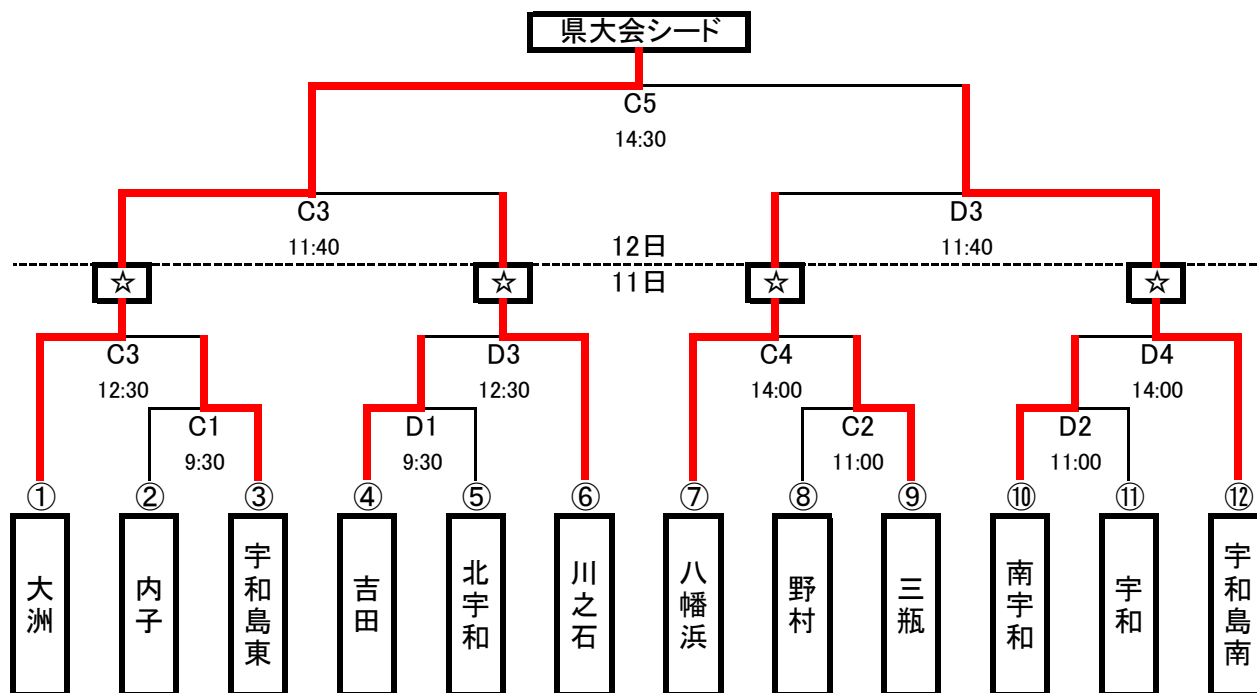 県大会シード
C5
14:30
C3
D3
11:40
12日
11:40
☆
☆
11日
☆
☆
C3
D3
C4
D4
12:30
12:30
14:00
14:00
C1
D1
C2
D2
9:30
9:30
11:00
11:00
① ② ③ ④ ⑤ ⑥ ⑦ ⑧ ⑨ ⑩ ⑪ ⑫
大洲
内子
宇和島東
吉田
北宇和
川之石
八幡浜
野村
三瓶
南宇和
宇和
宇和島南